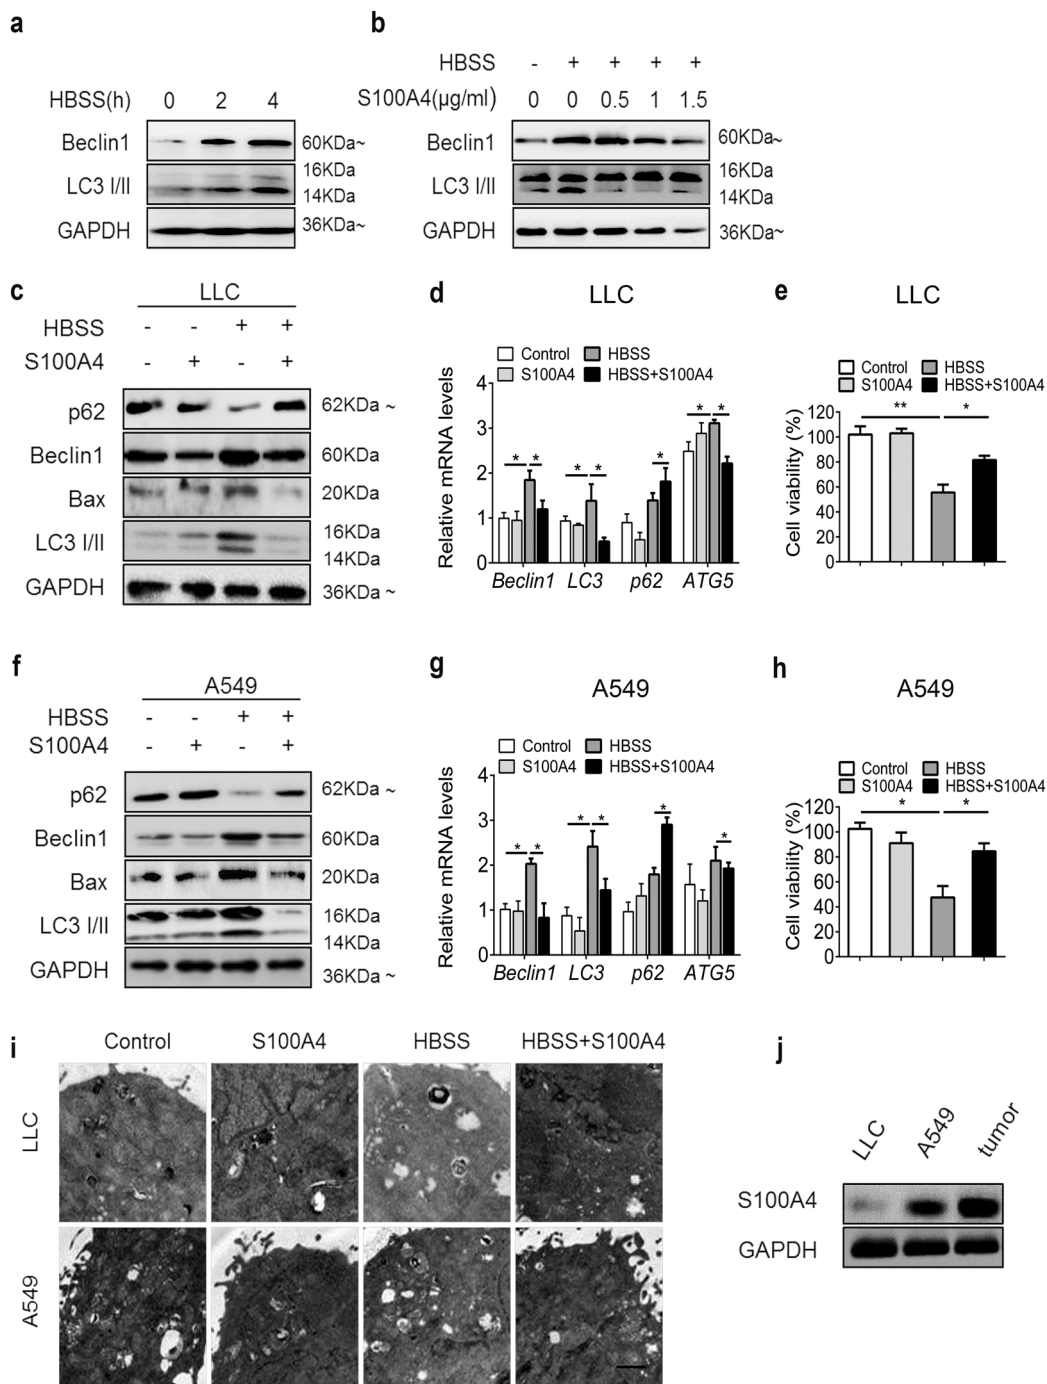 a
HBSS(h) 0 2 4
Beclin1 60KDa~
LC3 I/II 16KDa
14KDa
GAPDH 36KDa~
b
HBSS - + + + +
S100A4(µg/ml) 0 0 0.5 1 1.5
Beclin1 60KDa~
LC3 I/II 16KDa
14KDa
GAPDH 36KDa~
c
LLC
HBSS - - + +
S100A4 - + - +
p62 62KDa ~
Beclin1 60KDa
Bax 20KDa
LC3 I/II 16KDa
14KDa
GAPDH 36KDa ~
d
LLC
Control HBSS
S100A4 HBSS+S100A4
Relative mRNA levels
4
3
2
1
0
* * * * * * *
Beclin1 LC3 p62 ATG5
e
LLC
Control HBSS
S100A4 HBSS+S100A4
Cell viability (%)
120
100
80
60
40
20
0
** *
f
A549
HBSS - - + +
S100A4 - + - +
p62 62KDa ~
Beclin1 60KDa
Bax 20KDa
LC3 I/II 16KDa
14KDa
GAPDH 36KDa ~
g
A549
Control HBSS
S100A4 HBSS+S100A4
Relative mRNA levels
4
3
2
1
0
* * * * * *
Beclin1 LC3 p62 ATG5
h
A549
Control HBSS
S100A4 HBSS+S100A4
Cell viability (%)
120
100
80
60
40
20
0
* *
i
Control S100A4 HBSS HBSS+S100A4
LLC
A549
j
LLC A549 tumor
S100A4
GAPDH